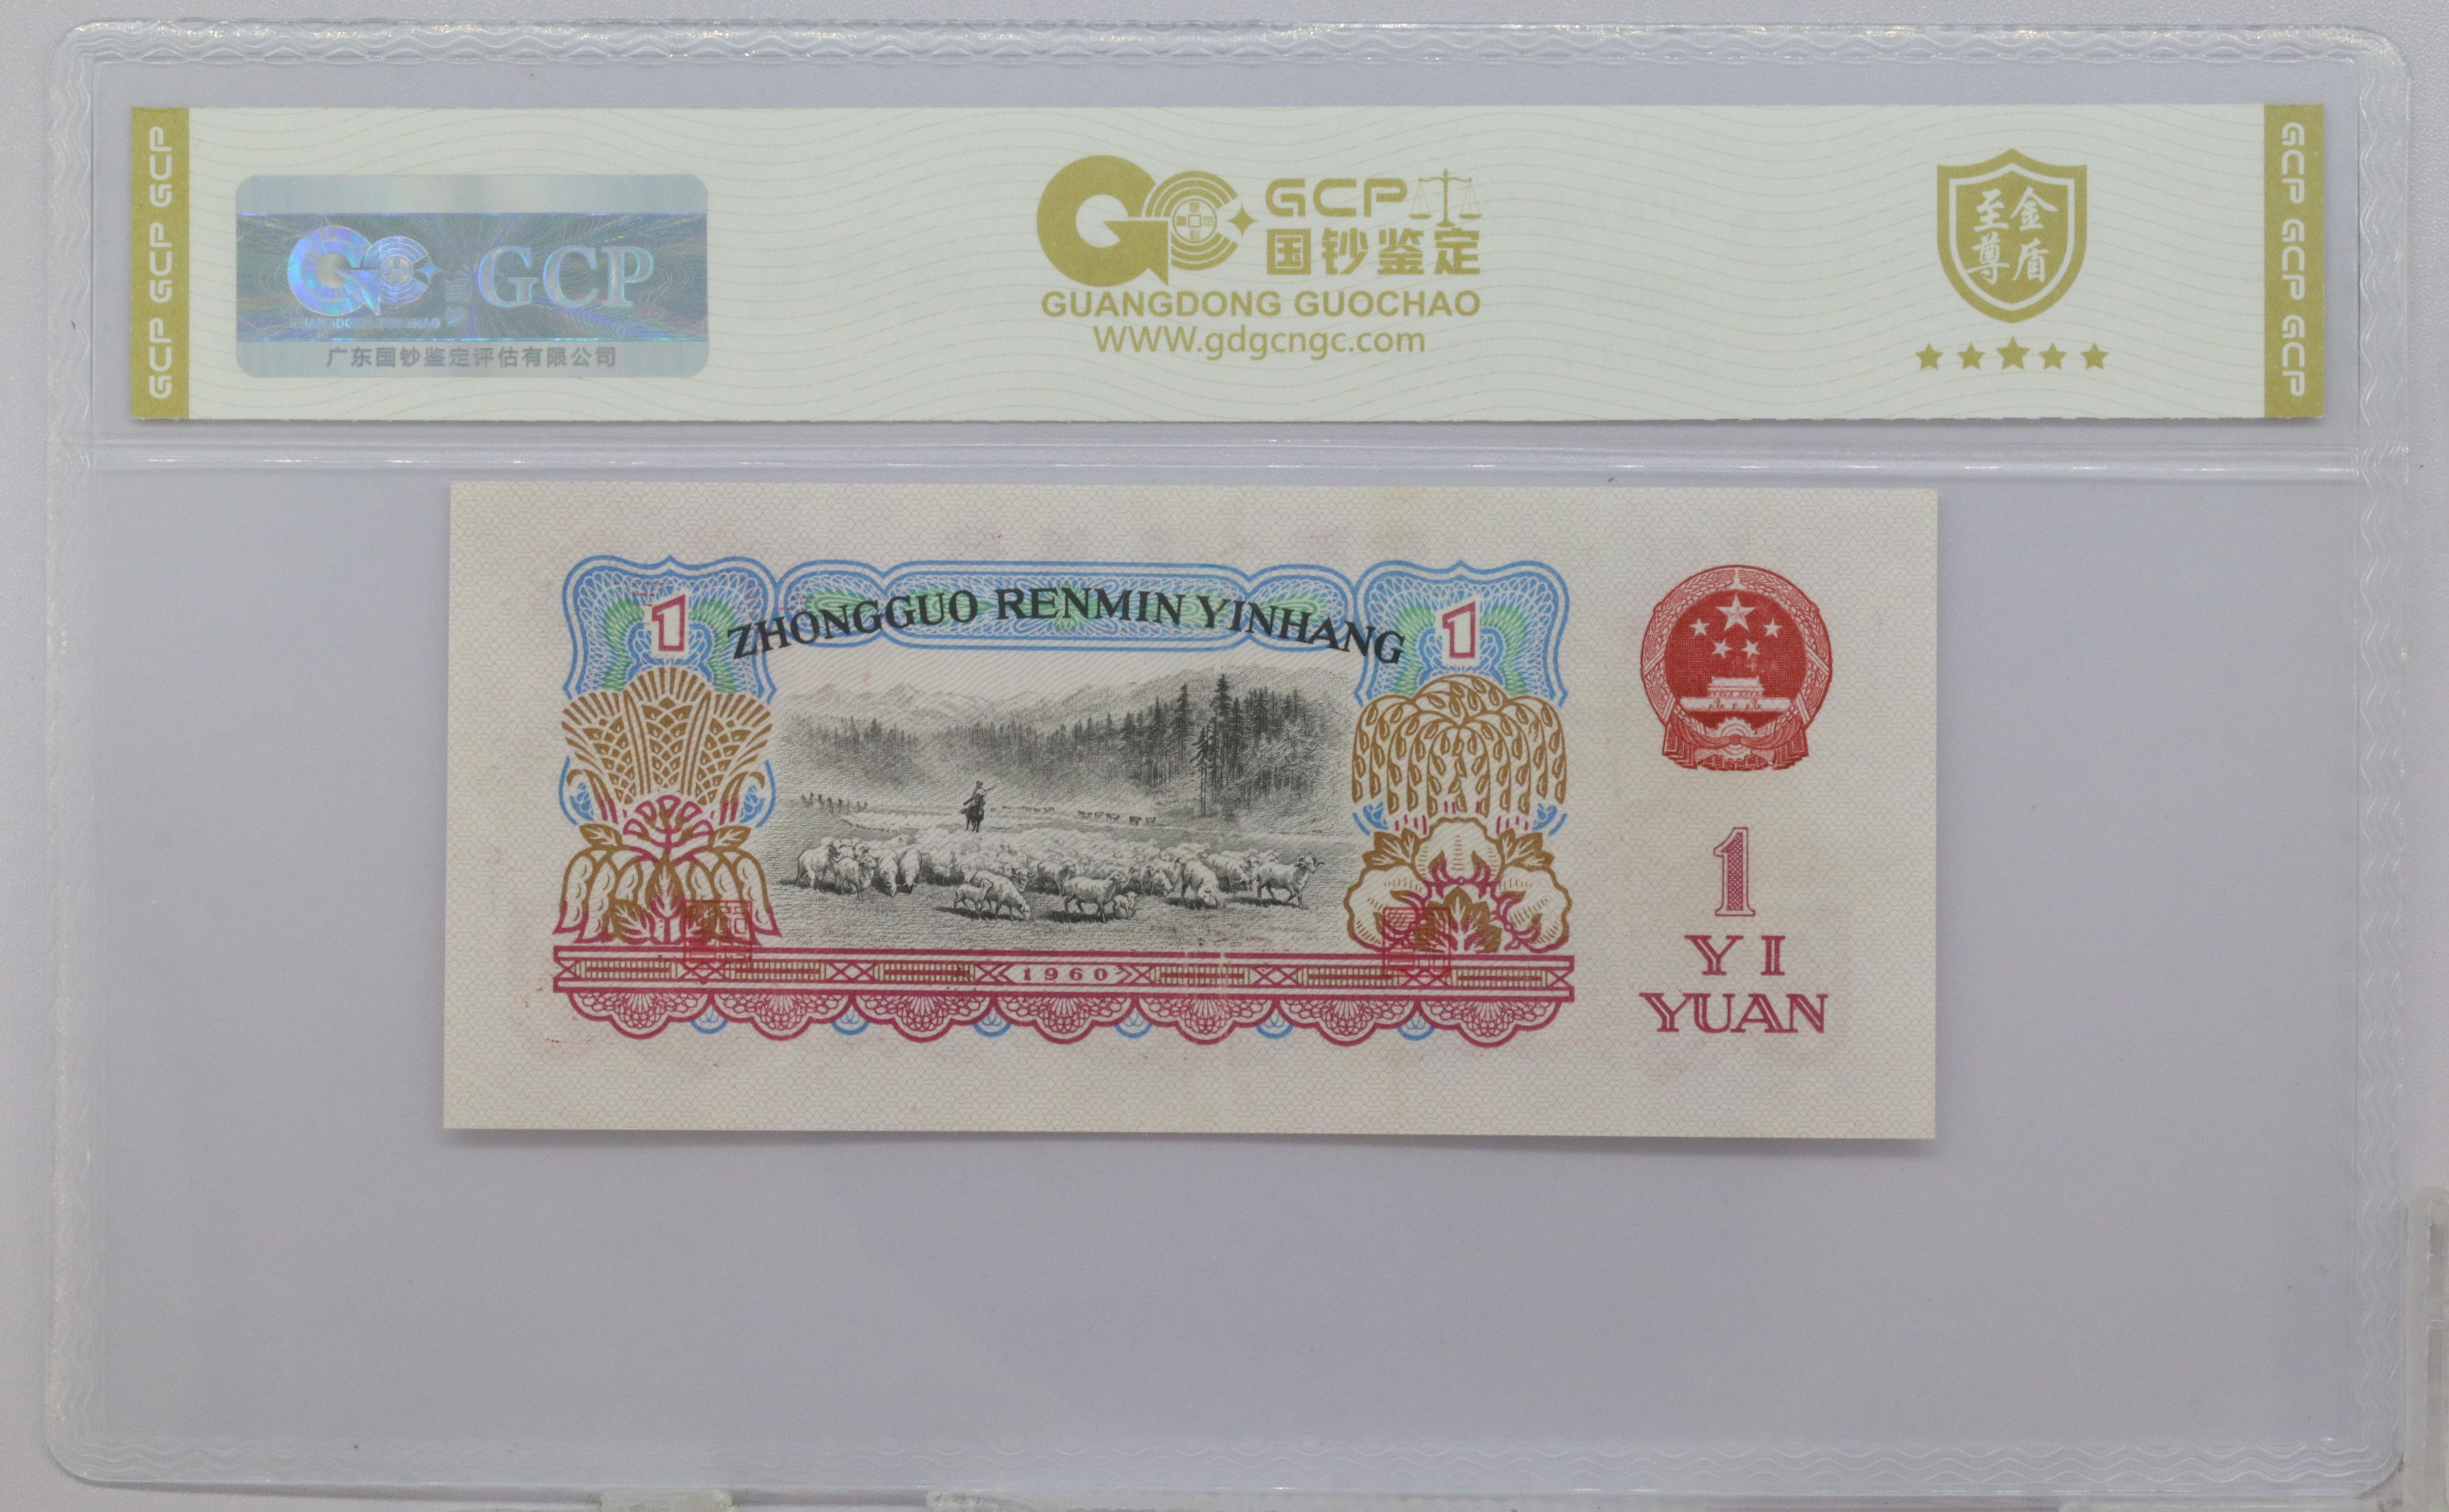 GCP GCP GCP
GCP
GUANGDONG GUOCHAO
广东国钞鉴定评估有限公司
GCP
国钞鉴定
GUANGDONG GUOCHAO
WWW.gdgcngc.com
至尊金盾
GCP GCP GCP
1
ZHONGGUO RENMIN YINHANG
1
1960
1
YI
YUAN